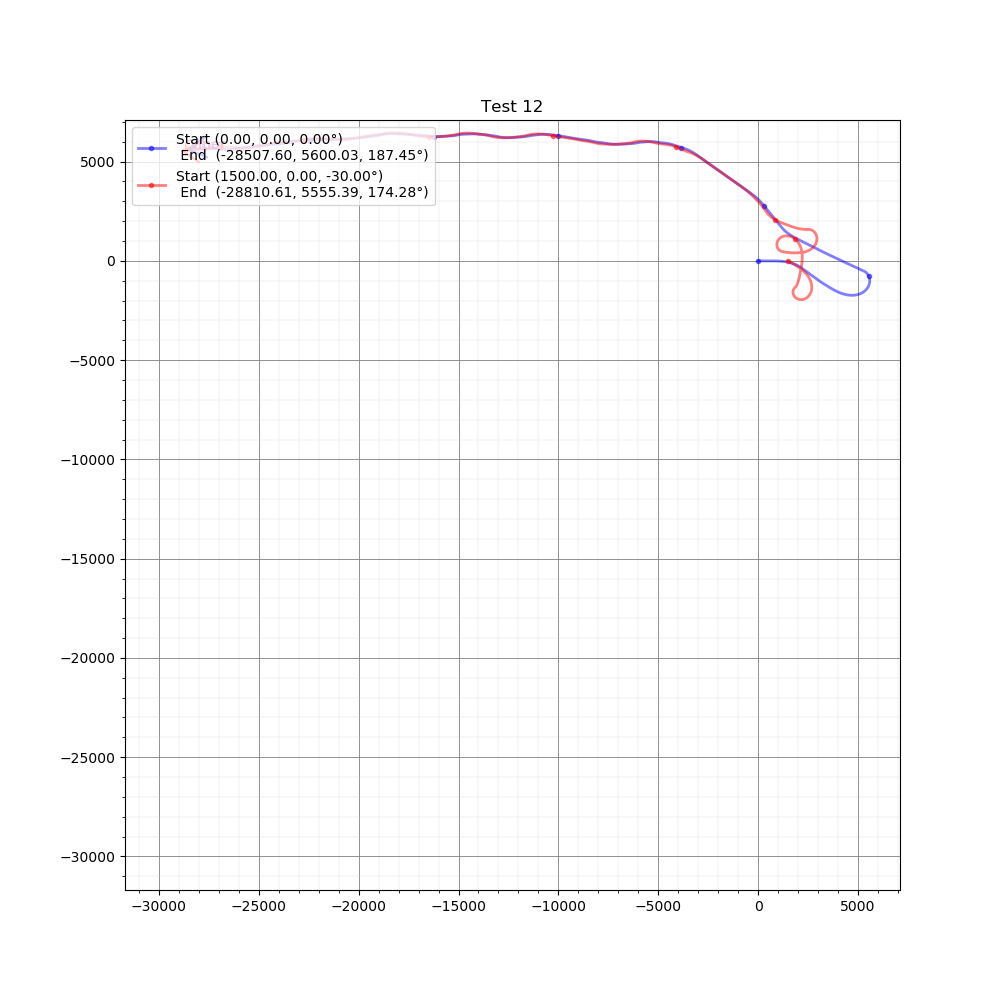 Test 12
Start (0.00, 0.00, 0.00°)
End  (-28507.60, 5600.03, 187.45°)
Start (1500.00, 0.00, -30.00°)
End  (-28810.61, 5555.39, 174.28°)
5000
0
−5000
−10000
−15000
−20000
−25000
−30000
−30000 −25000 −20000 −15000 −10000 −5000 0 5000